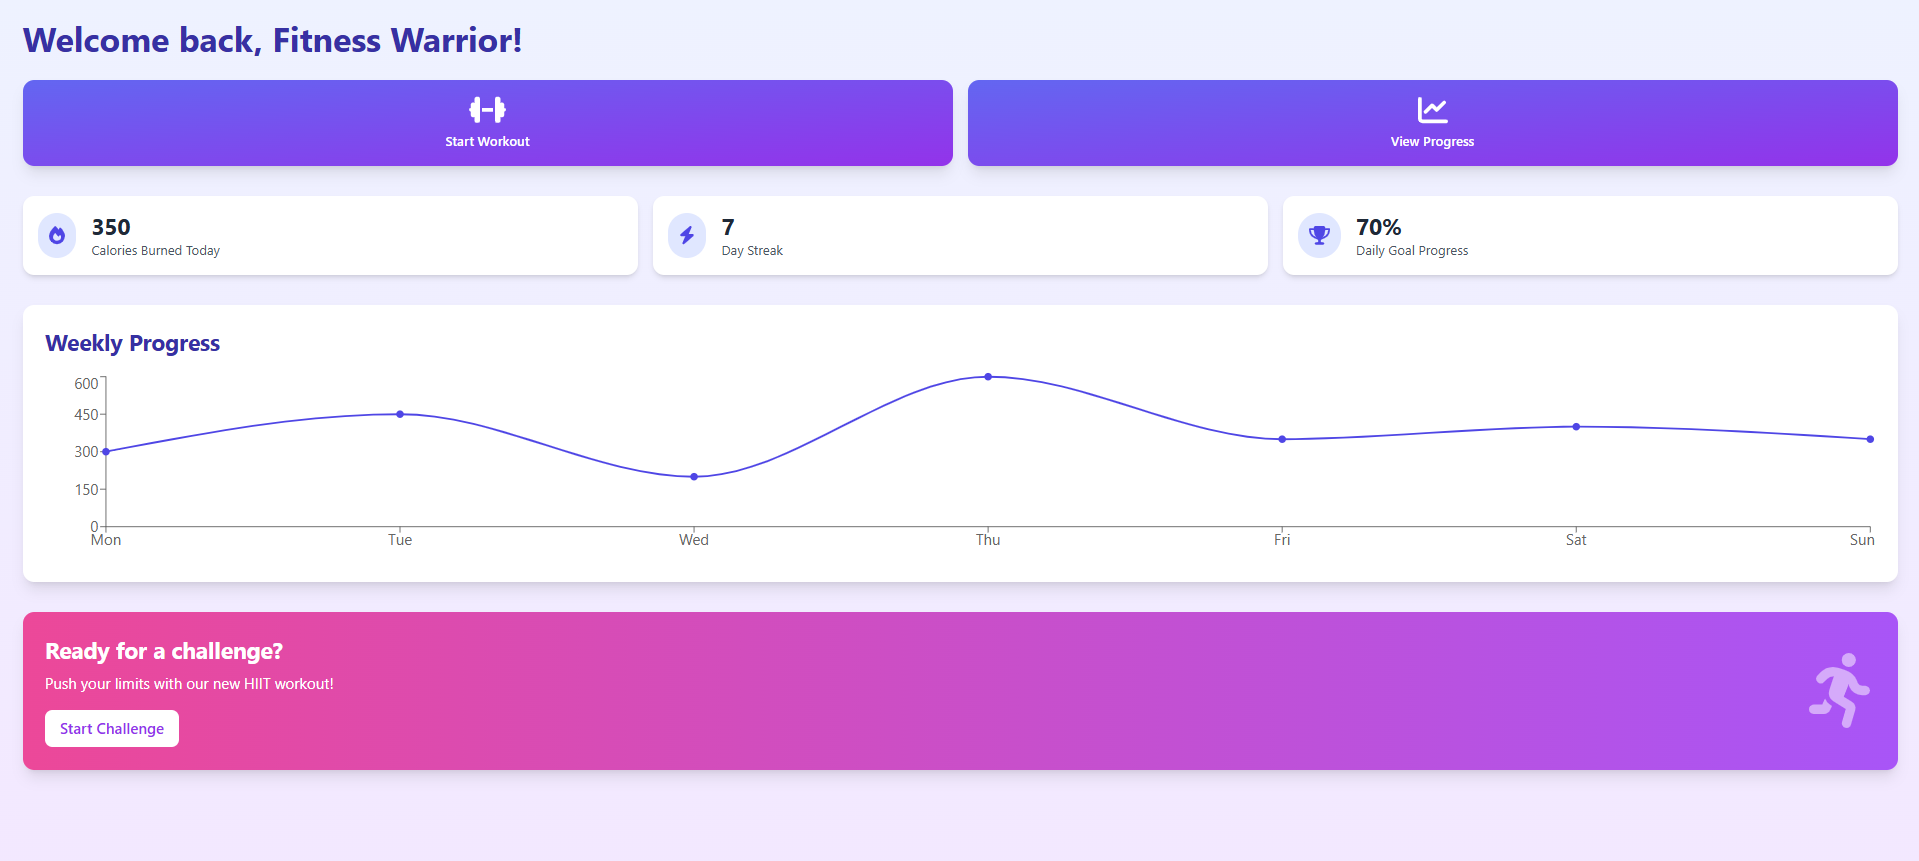 Welcome back, Fitness Warrior!
Start Workout
View Progress
350
Calories Burned Today
7
Day Streak
70%
Daily Goal Progress
Weekly Progress
600
450
300
150
0
Mon Tue Wed Thu Fri Sat Sun
Ready for a challenge?
Push your limits with our new HIIT workout!
Start Challenge